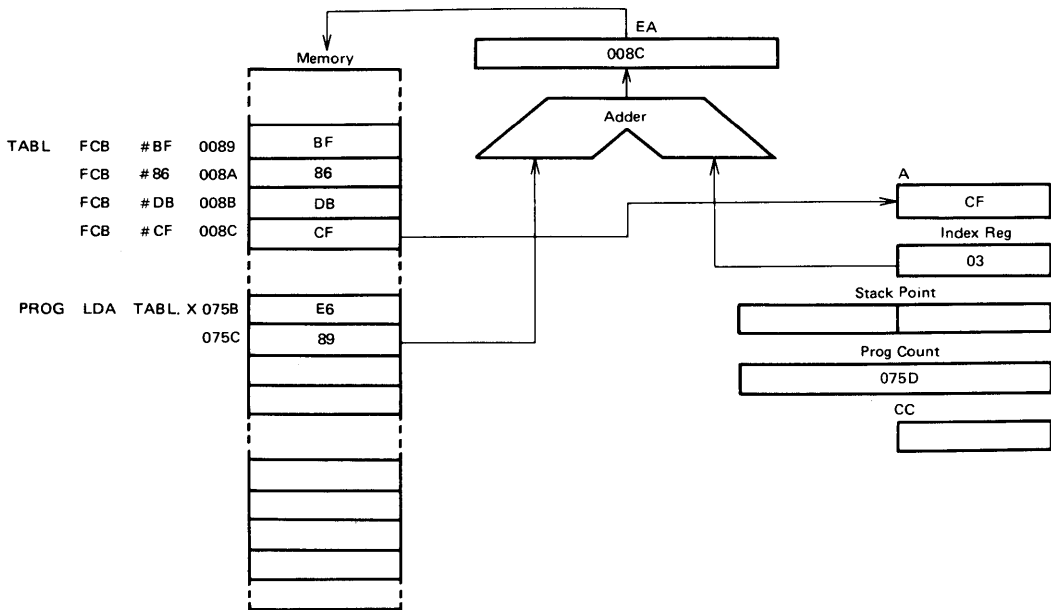 EA
008C
Memory
Adder
TABL FCB #BF 0089 BF
FCB #86 008A 86
FCB #DB 008B DB
FCB #CF 008C CF
A
CF
Index Reg
03
PROG LDA TABL. X 075B E6
075C 89
Stack Point
Prog Count
075D
CC